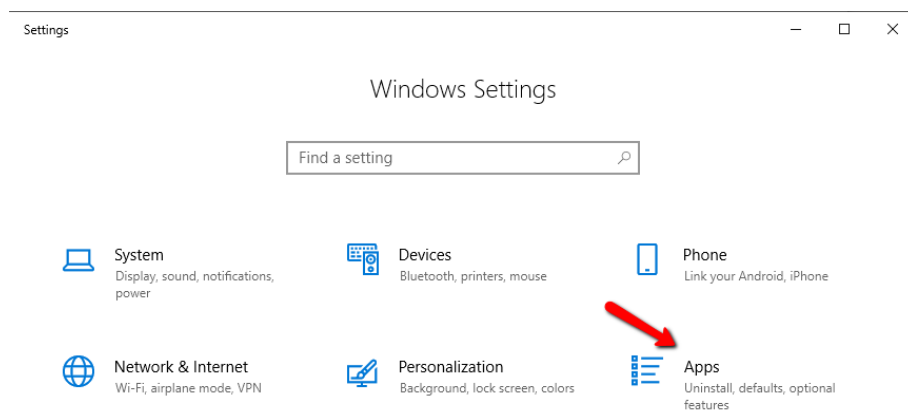 Settings
Windows Settings
Find a setting
System
Display, sound, notifications,
power
Devices
Bluetooth, printers, mouse
Phone
Link your Android, iPhone
Network & Internet
Wi-Fi, airplane mode, VPN
Personalization
Background, lock screen, colors
Apps
Uninstall, defaults, optional
features